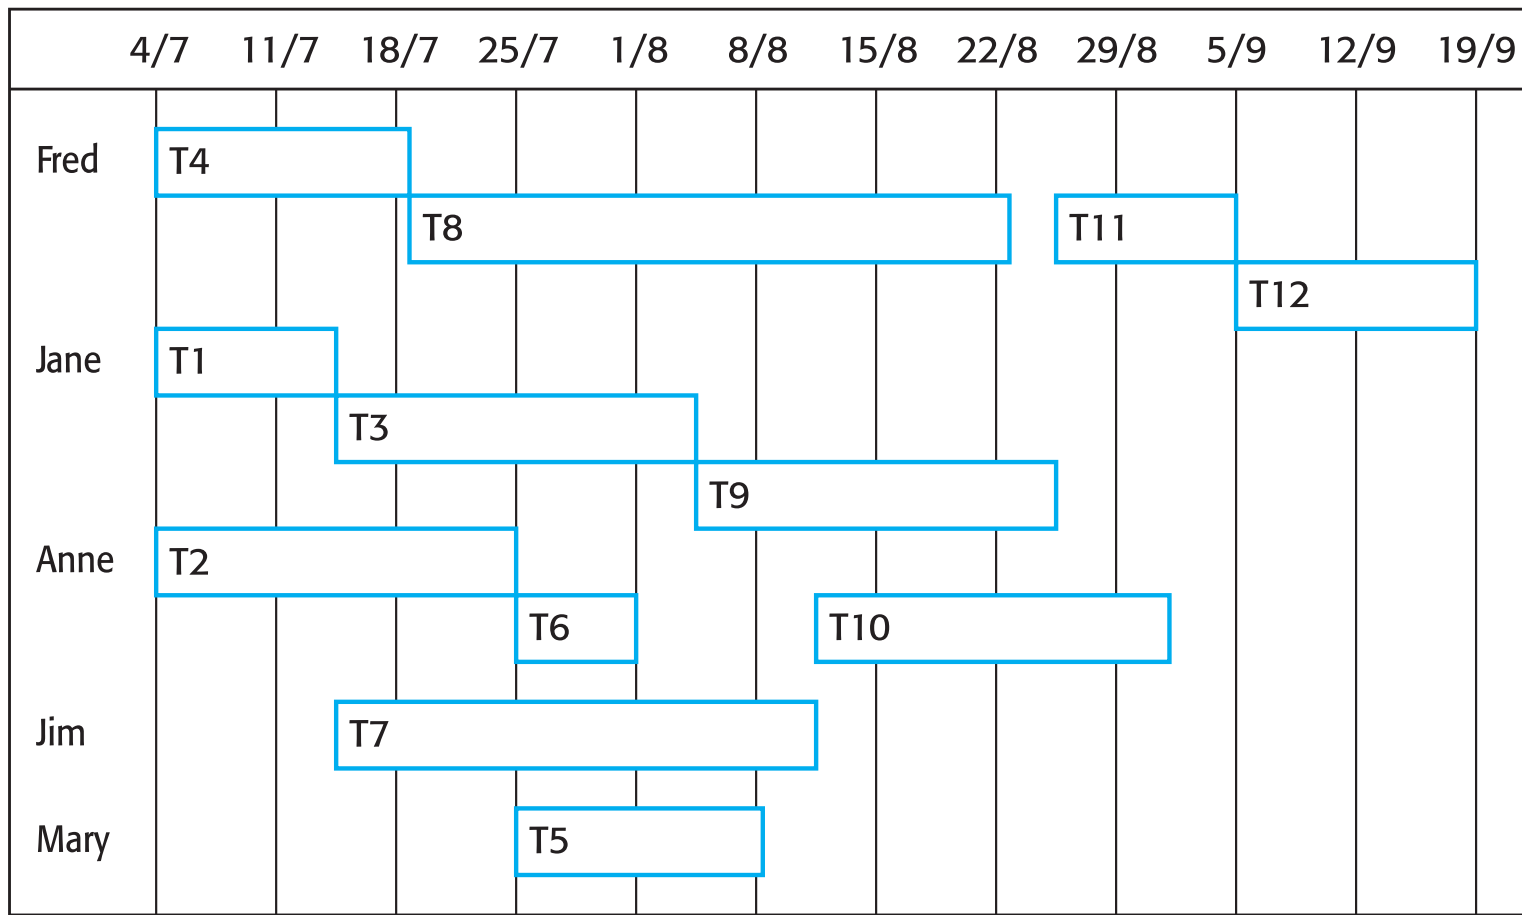 4/7 11/7 18/7 25/7 1/8 8/8 15/8 22/8 29/8 5/9 12/9 19/9
Fred T4
T8 T11
T12
Jane T1
T3
T9
Anne T2
T6 T10
Jim T7
Mary T5